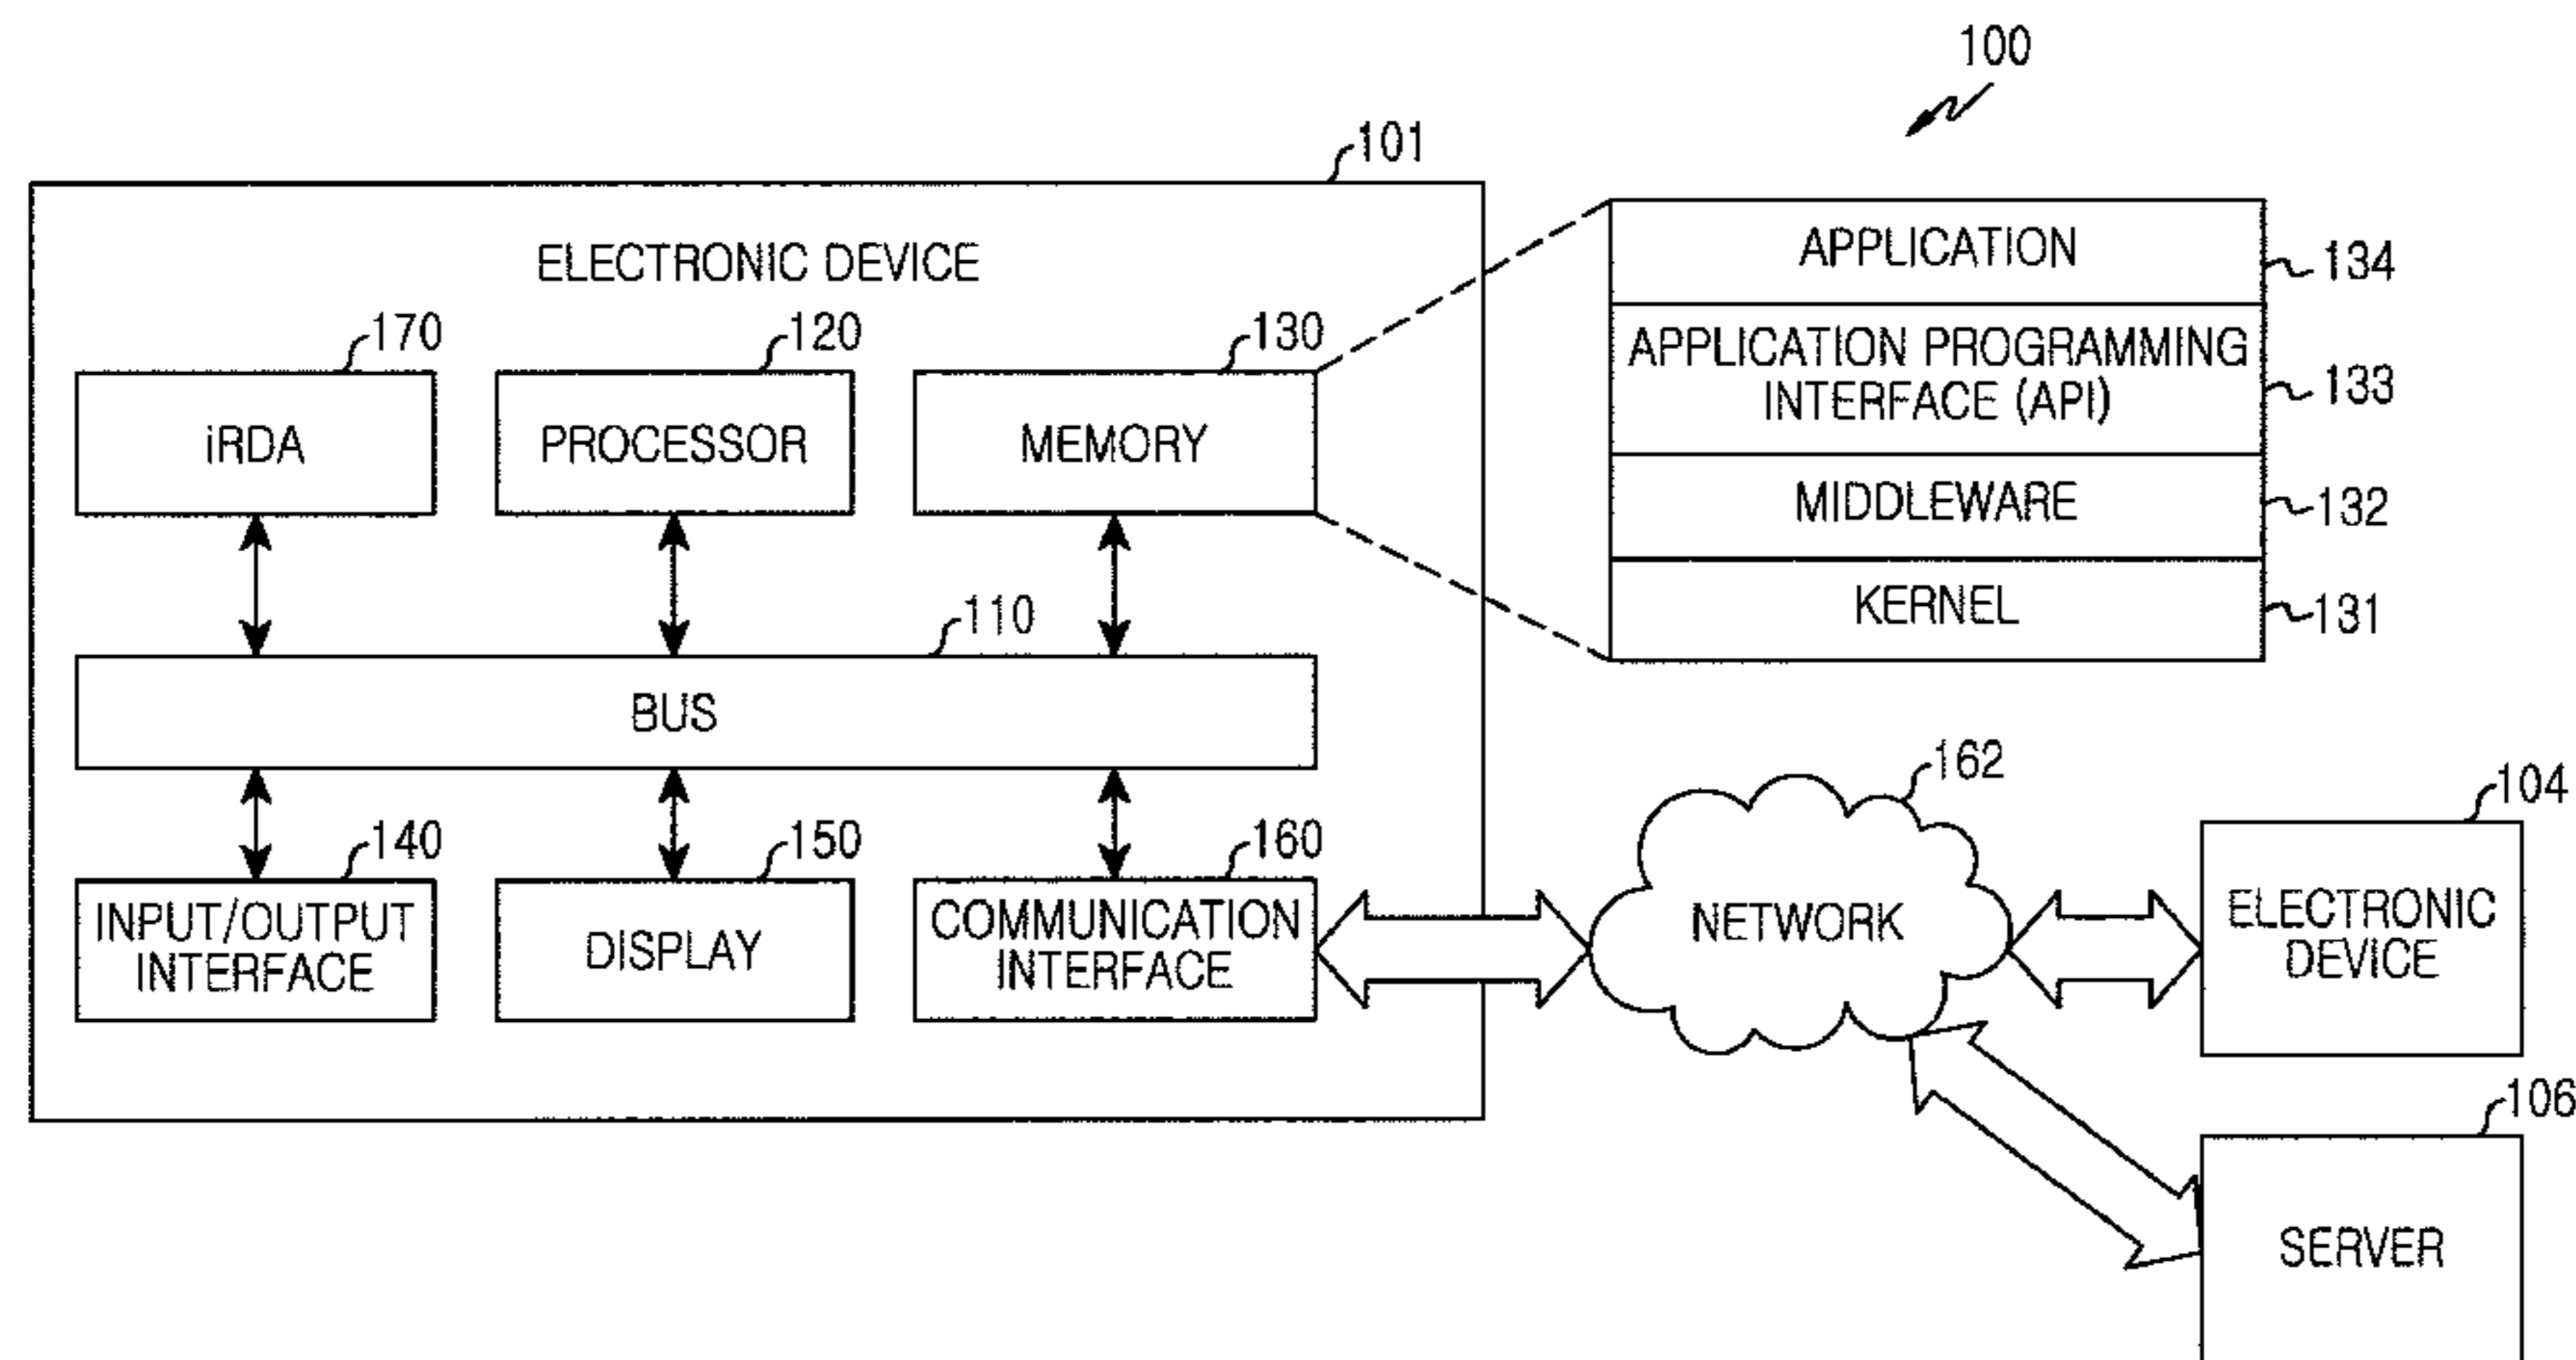 100
101
ELECTRONIC DEVICE
170
120
130
iRDA
PROCESSOR
MEMORY
110
BUS
140
150
160
INPUT/OUTPUT
INTERFACE
DISPLAY
COMMUNICATION
INTERFACE
APPLICATION
134
APPLICATION PROGRAMMING
INTERFACE (API)
133
MIDDLEWARE
132
KERNEL
131
162
NETWORK
104
ELECTRONIC
DEVICE
106
SERVER